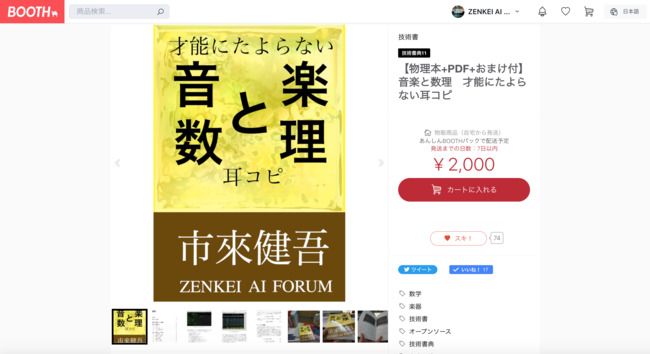 BOOTH
商品検索...
ZENKEI AI ...
日本語
才能にたよらない
音楽と数理
耳コピ
市來健吾
ZENKEI AI FORUM
技術書
技術書典11
【物理本+PDF+おまけ付】
音楽と数理　才能にたよら
ない耳コピ
物販商品（自宅から発送）
あんしんBOOTHパックで配送予定
発送までの日数：7日以内
¥ 2,000
カートに入れる
スキ！
74
ツイート
いいね！ 17
数学
楽器
技術書
オープンソース
技術書典